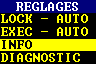 REGLAGES
LOCK - AUTO
EXEC - AUTO
INFO
DIAGNOSTIC